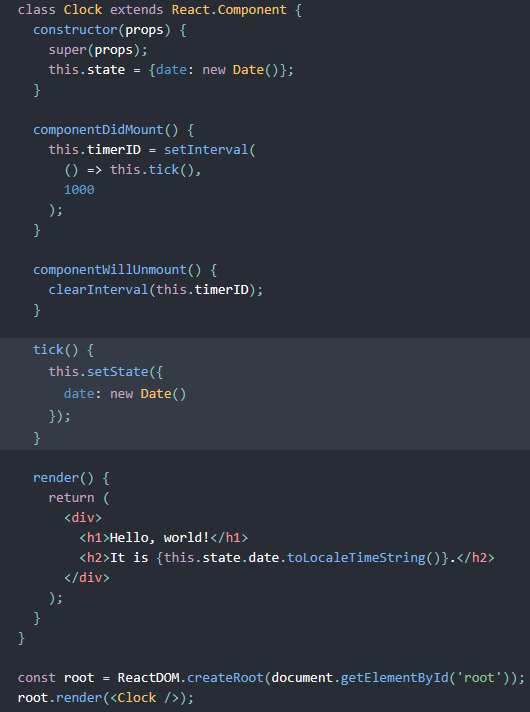 class Clock extends React.Component {
  constructor(props) {
    super(props);
    this.state = {date: new Date()};
  }

  componentDidMount() {
    this.timerID = setInterval(
      () => this.tick(),
      1000
    );
  }

  componentWillUnmount() {
    clearInterval(this.timerID);
  }

  tick() {
    this.setState({
      date: new Date()
    });
  }

  render() {
    return (
      <div>
        <h1>Hello, world!</h1>
        <h2>It is {this.state.date.toLocaleTimeString()}.</h2>
      </div>
    );
  }
}

const root = ReactDOM.createRoot(document.getElementById('root'));
root.render(<Clock />);